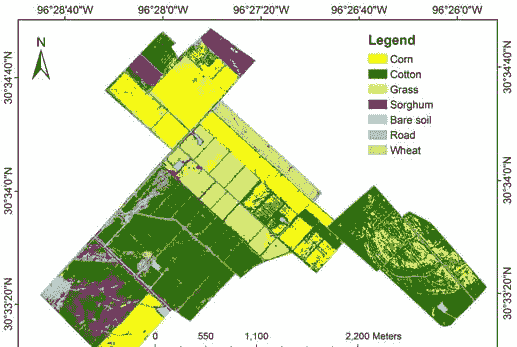 96°28'40"W 96°28'0"W 96°27'20"W 96°26'40"W 96°26'0"W
N
Legend
Corn
Cotton
Grass
Sorghum
Bare soil
Road
Wheat
30°34'40"N 30°34'40"N
30°34'0"N 30°34'0"N
30°33'20"N 30°33'20"N
0 550 1,100 2,200 Meters